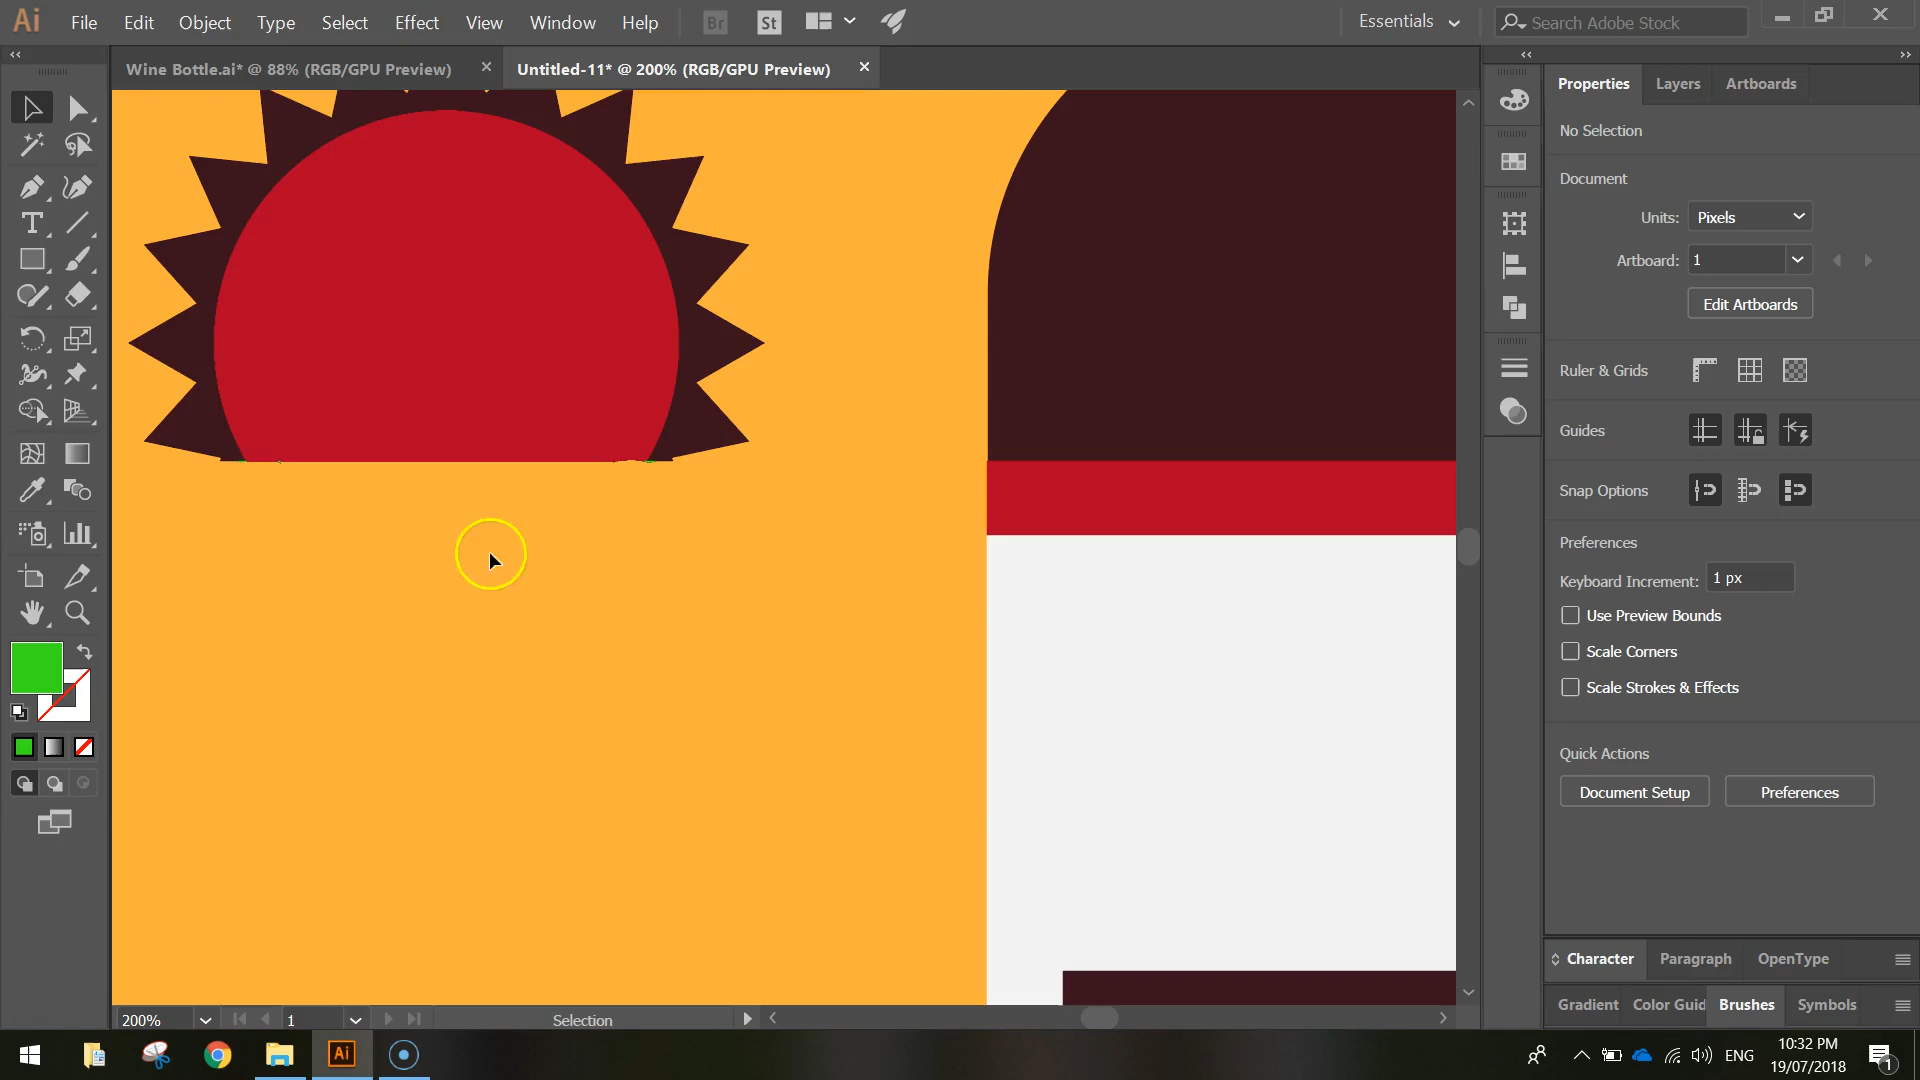 Ai File Edit Object Type Select Effect View Window Help Br St Essentials Search Adobe Stock
Wine Bottle.ai* @ 88% (RGB/GPU Preview) Untitled-11* @ 200% (RGB/GPU Preview)
Properties Layers Artboards
No Selection
Document
Units: Pixels
Artboard: 1
Edit Artboards
Ruler & Grids
Guides
Snap Options
Preferences
Keyboard Increment: 1 px
Use Preview Bounds
Scale Corners
Scale Strokes & Effects
Quick Actions
Document Setup Preferences
Character Paragraph OpenType
Gradient Color Guid Brushes Symbols
200% 1 Selection
Ai ENG 10:32 PM
19/07/2018
1